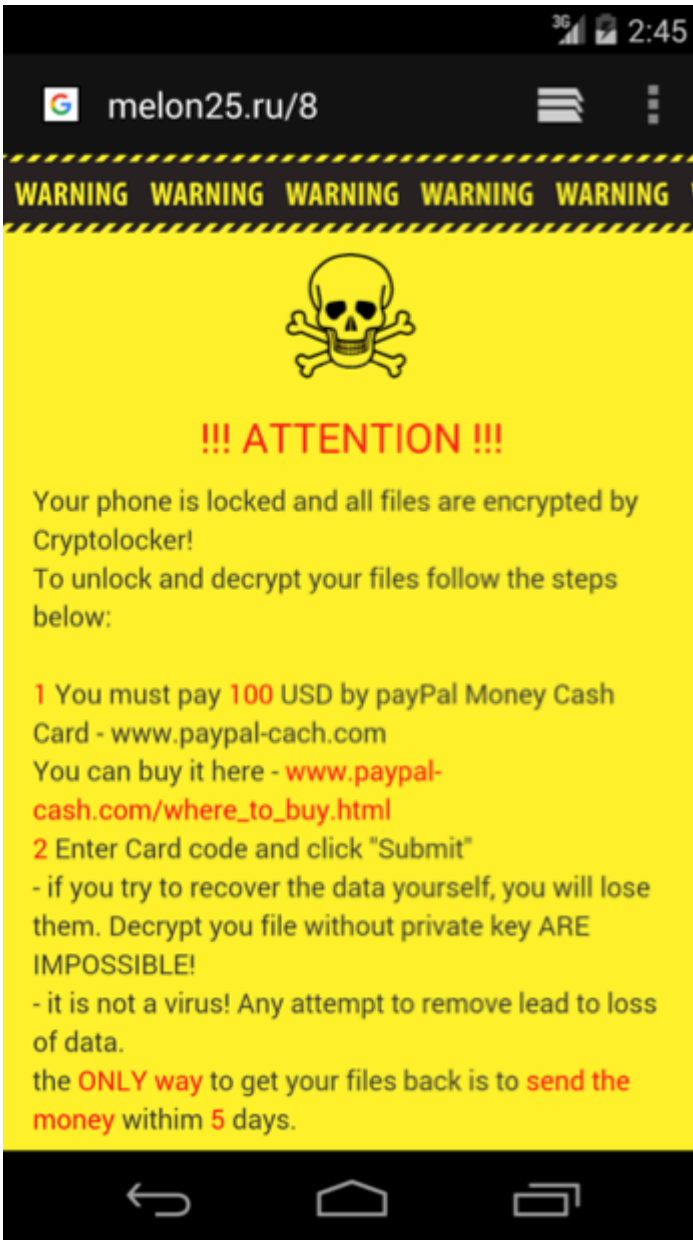 3G 2:45
G melon25.ru/8
WARNING WARNING WARNING WARNING WARNING
!!! ATTENTION !!!
Your phone is locked and all files are encrypted by
Cryptolocker!
To unlock and decrypt your files follow the steps
below:
1 You must pay 100 USD by payPal Money Cash
Card - www.paypal-cach.com
You can buy it here - www.paypal-
cash.com/where_to_buy.html
2 Enter Card code and click "Submit"
- if you try to recover the data yourself, you will lose
them. Decrypt you file without private key ARE
IMPOSSIBLE!
- it is not a virus! Any attempt to remove lead to loss
of data.
the ONLY way to get your files back is to send the
money withim 5 days.